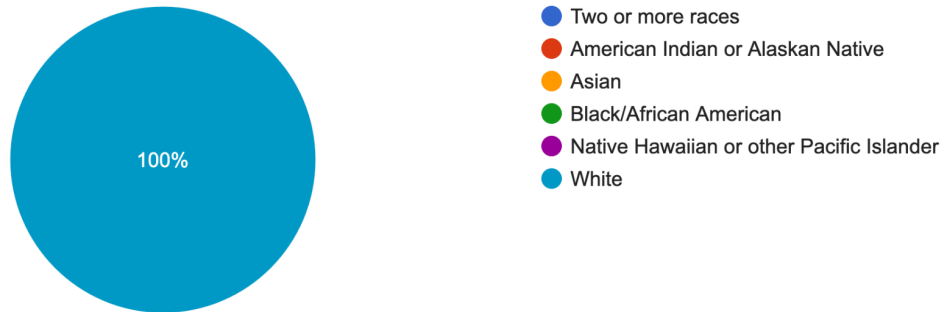 100%
Two or more races
American Indian or Alaskan Native
Asian
Black/African American
Native Hawaiian or other Pacific Islander
White